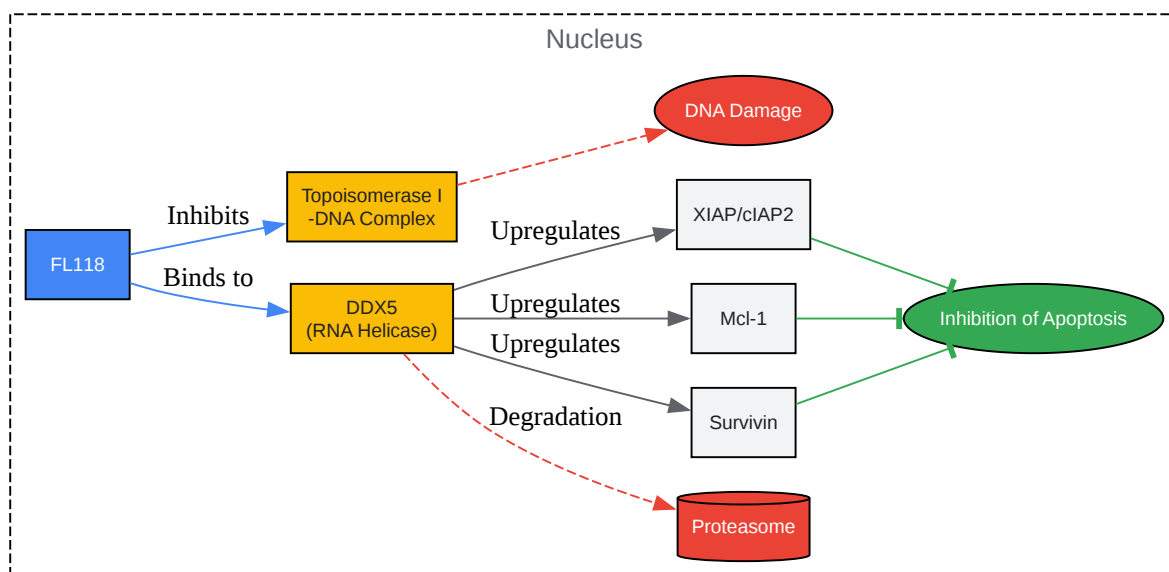 Nucleus
DNA Damage
Topoisomerase I
-DNA Complex
XIAP/cIAP2
Inhibits
Upregulates
FL118
Binds to
DDX5
(RNA Helicase)
Upregulates
Mcl-1
Inhibition of Apoptosis
Upregulates
Survivin
Degradation
Proteasome